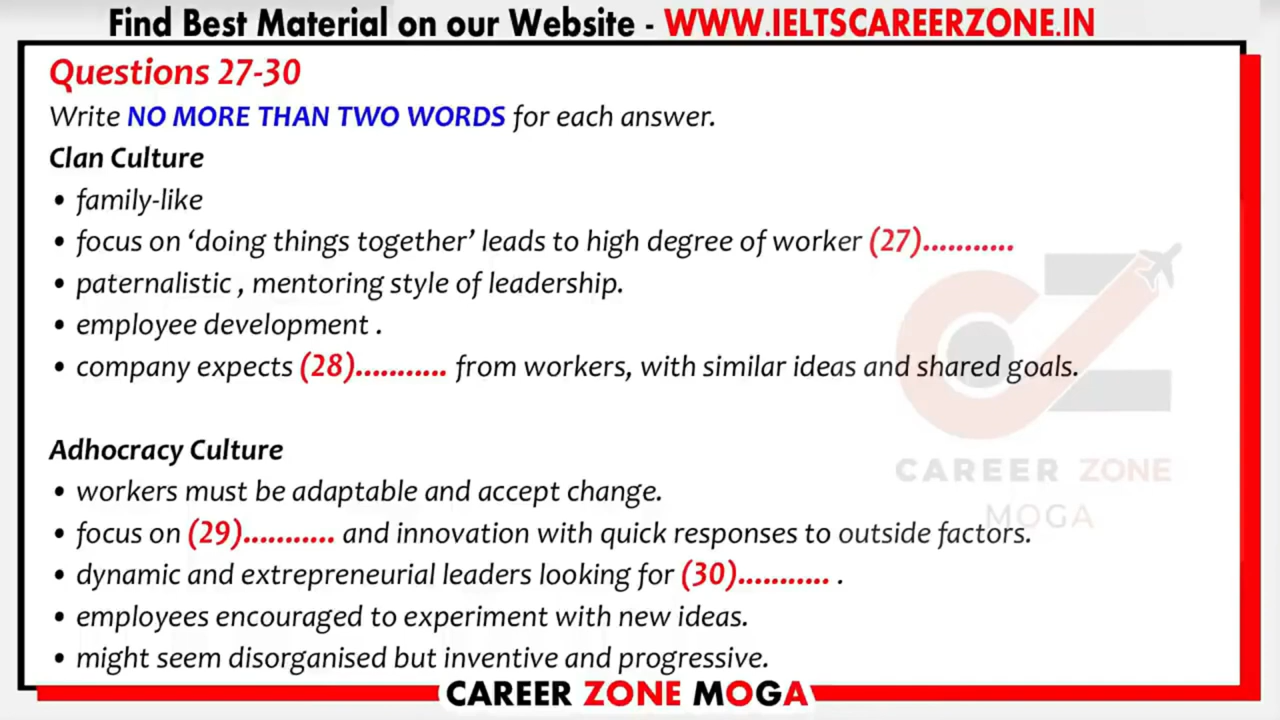 Find Best Material on our Website - WWW.IELTSCAREERZONE.IN
Questions 27-30
Write NO MORE THAN TWO WORDS for each answer.
Clan Culture
• family-like
• focus on ‘doing things together’ leads to high degree of worker (27)...........
• paternalistic , mentoring style of leadership.
• employee development .
• company expects (28)........... from workers, with similar ideas and shared goals.
Adhocracy Culture
• workers must be adaptable and accept change.
• focus on (29)........... and innovation with quick responses to outside factors.
• dynamic and extrepreneurial leaders looking for (30)........... .
• employees encouraged to experiment with new ideas.
• might seem disorganised but inventive and progressive.
CZ
CAREER ZONE
MOGA
CAREER ZONE MOGA